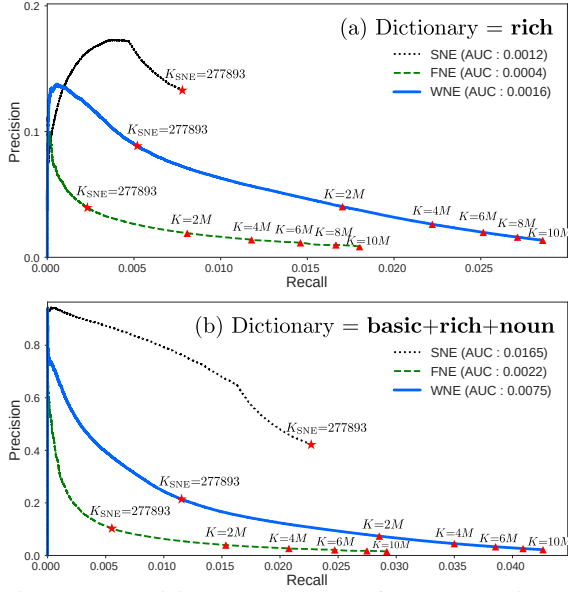 (a) Dictionary = rich
SNE (AUC : 0.0012)
FNE (AUC : 0.0004)
WNE (AUC : 0.0016)
Precision
0.2
0.1
0.0
K_SNE=277893
K_SNE=277893
K_SNE=277893
K=2M
K=4M
K=6M
K=8M
K=10M
K=2M
K=4M
K=6M
K=8M
K=10M
0.000 0.005 0.010 0.015 0.020 0.025
Recall
(b) Dictionary = basic+rich+noun
SNE (AUC : 0.0165)
FNE (AUC : 0.0022)
WNE (AUC : 0.0075)
Precision
0.8
0.6
0.4
0.2
0.0
K_SNE=277893
K_SNE=277893
K_SNE=277893
K=2M
K=4M
K=6M
K=10M
K=2M
K=4M
K=6M
K=10M
0.000 0.005 0.010 0.015 0.020 0.025 0.030 0.035 0.040
Recall